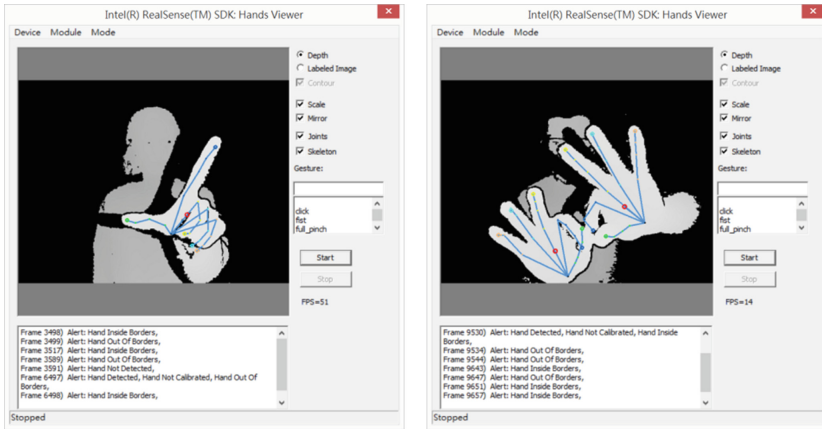 Intel(R) RealSense(TM) SDK: Hands Viewer
Device Module Mode
Depth
Labeled Image
Contour
Scale
Mirror
Joints
Skeleton
Gesture:
click
fist
full_pinch
Start
Stop
FPS=51
Frame 3498) Alert: Hand Inside Borders,
Frame 3499) Alert: Hand Out Of Borders,
Frame 3517) Alert: Hand Inside Borders,
Frame 3589) Alert: Hand Out Of Borders,
Frame 3591) Alert: Hand Not Detected,
Frame 6497) Alert: Hand Detected, Hand Not Calibrated, Hand Out Of
Borders,
Frame 6498) Alert: Hand Inside Borders,
Stopped
Intel(R) RealSense(TM) SDK: Hands Viewer
Device Module Mode
Depth
Labeled Image
Contour
Scale
Mirror
Joints
Skeleton
Gesture:
click
fist
full_pinch
Start
Stop
FPS=14
Frame 9530) Alert: Hand Detected, Hand Not Calibrated, Hand Inside
Borders,
Frame 9534) Alert: Hand Out Of Borders,
Frame 9544) Alert: Hand Out Of Borders,
Frame 9643) Alert: Hand Inside Borders,
Frame 9647) Alert: Hand Out Of Borders,
Frame 9651) Alert: Hand Inside Borders,
Frame 9657) Alert: Hand Inside Borders,
Stopped